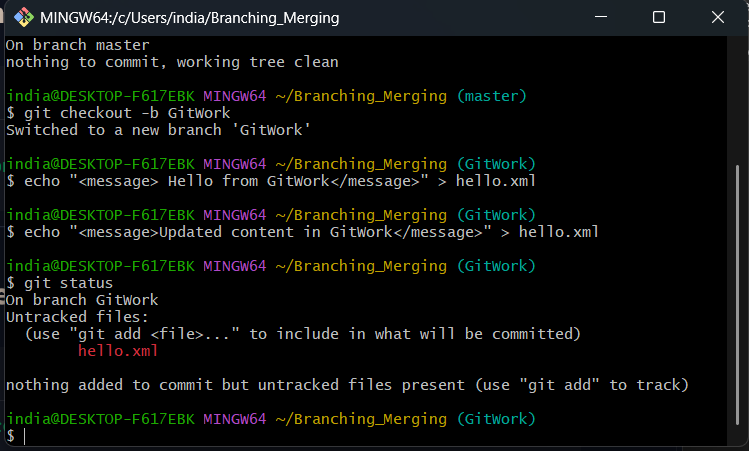 MINGW64:/c/Users/india/Branching_Merging
On branch master
nothing to commit, working tree clean
india@DESKTOP-F617EBK MINGW64 ~/Branching_Merging (master)
$ git checkout -b GitWork
Switched to a new branch 'GitWork'
india@DESKTOP-F617EBK MINGW64 ~/Branching_Merging (GitWork)
$ echo "<message> Hello from GitWork</message>" > hello.xml
india@DESKTOP-F617EBK MINGW64 ~/Branching_Merging (GitWork)
$ echo "<message>Updated content in GitWork</message>" > hello.xml
india@DESKTOP-F617EBK MINGW64 ~/Branching_Merging (GitWork)
$ git status
On branch GitWork
Untracked files:
  (use "git add <file>..." to include in what will be committed)
        hello.xml
nothing added to commit but untracked files present (use "git add" to track)
india@DESKTOP-F617EBK MINGW64 ~/Branching_Merging (GitWork)
$